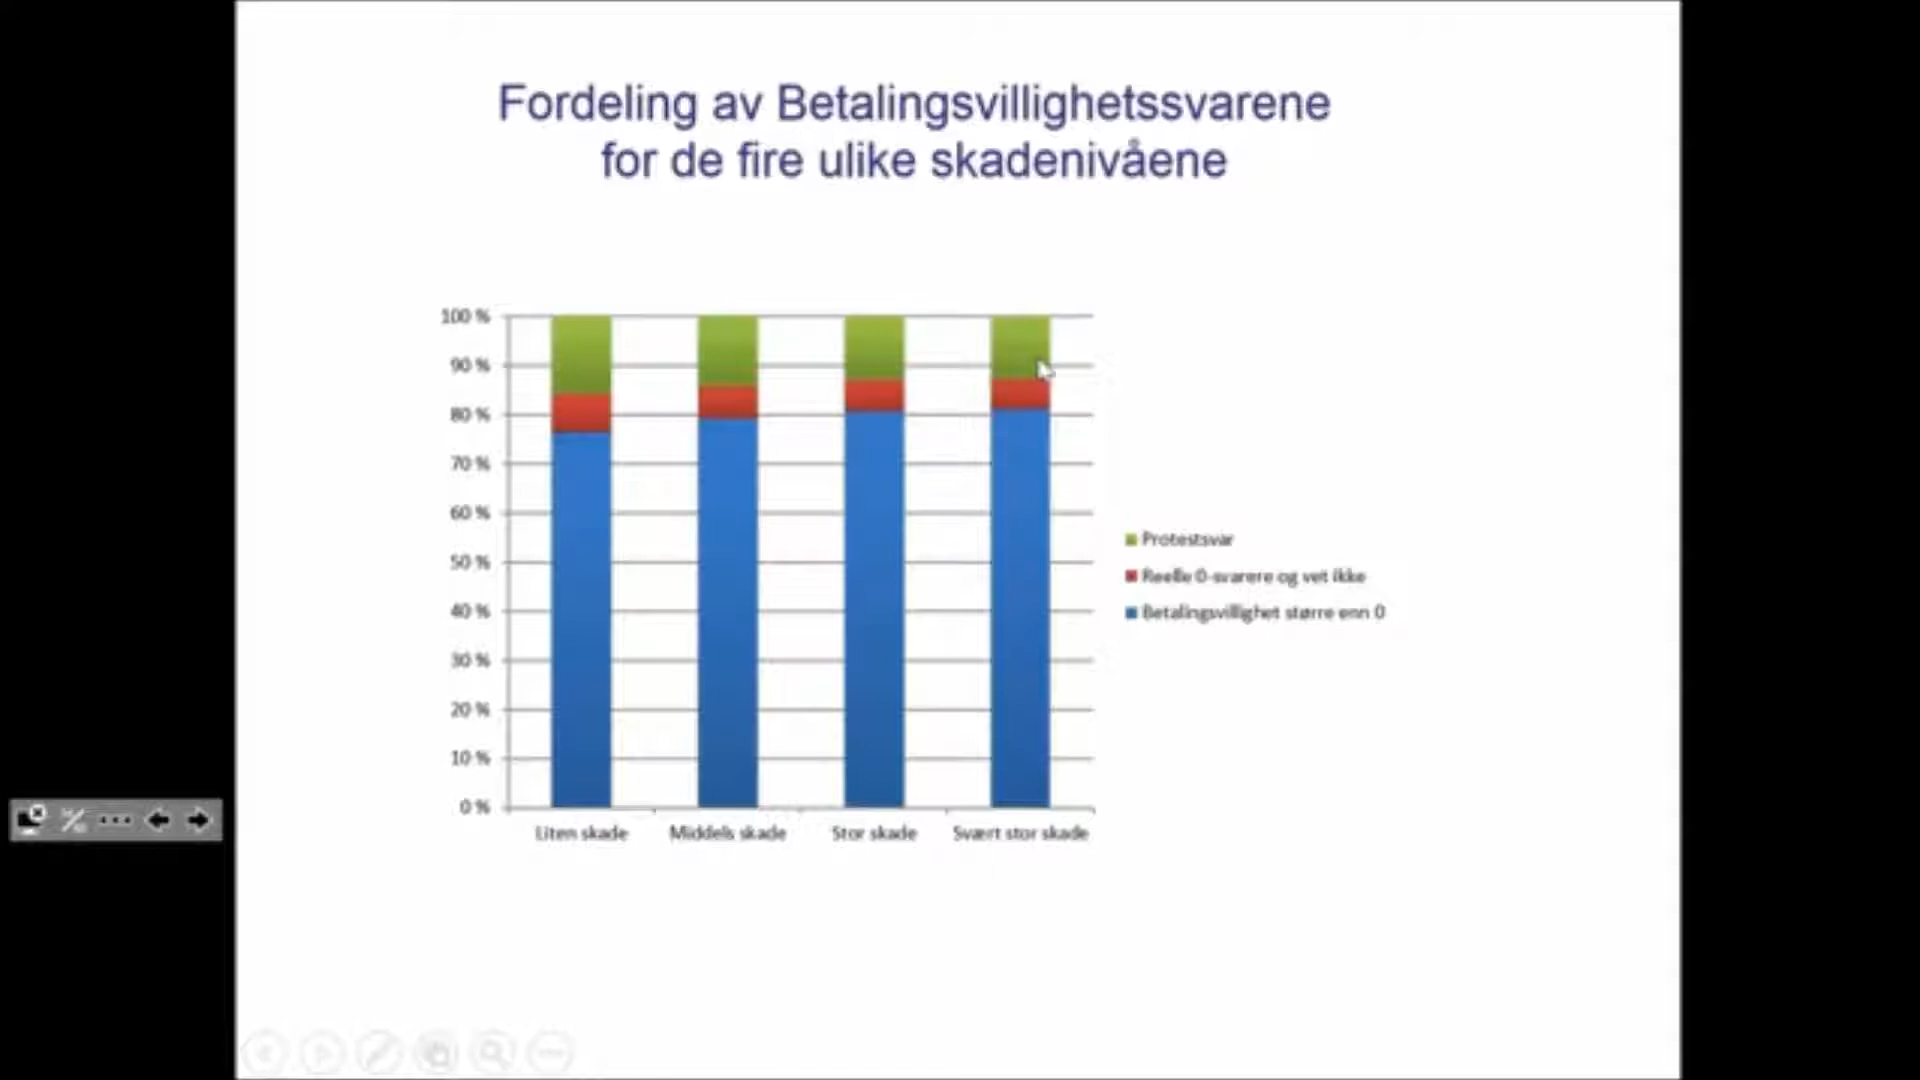 Fordeling av Betalingsvillighetssvarene
for de fire ulike skadenivåene
100 %
90 %
80 %
70 %
60 %
50 %
40 %
30 %
20 %
10 %
0 %
Liten skade
Middels skade
Stor skade
Svært stor skade
Protestsvar
Reelle 0-svarere og vet ikke
Betalingsvillighet større enn 0